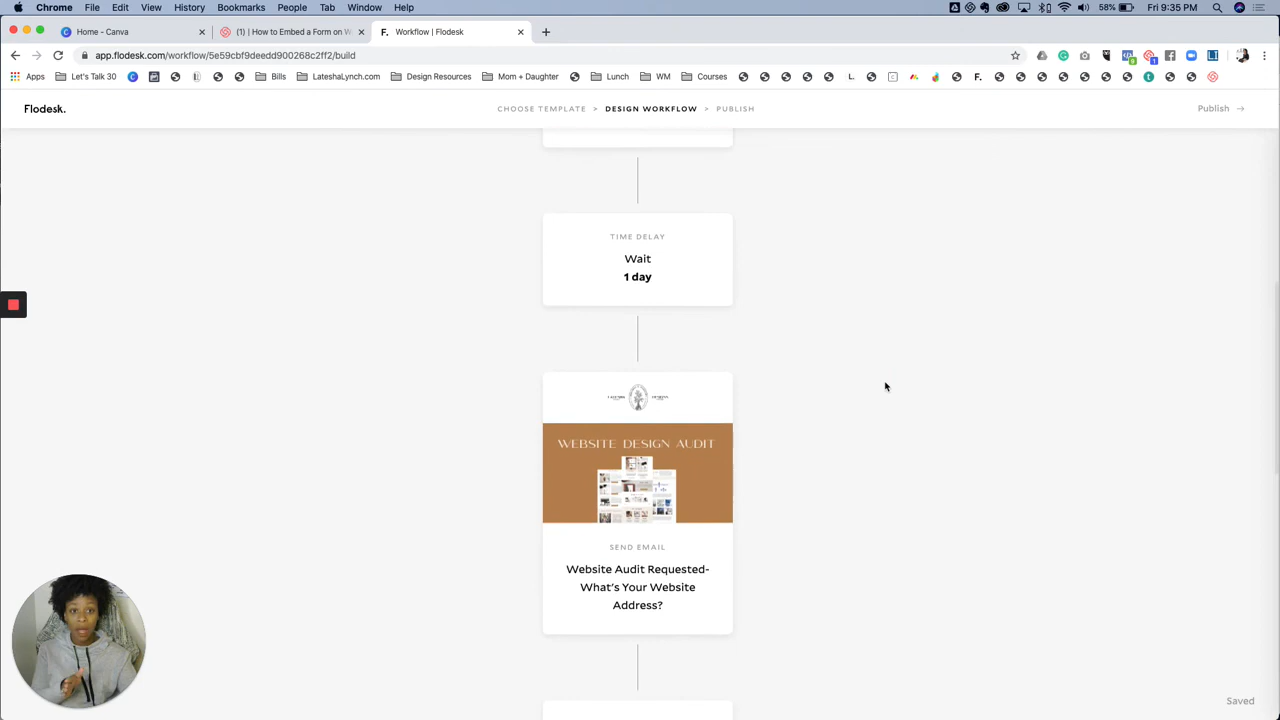 Chrome File Edit View History Bookmarks People Tab Window Help
58% Fri 9:35 PM
Home - Canva
(1) | How to Embed a Form on W
F. Workflow | Flodesk
app.flodesk.com/workflow/5e59cbf9deedd900268c2ff2/build
Apps Let's Talk 30 Bills LateshaLynch.com Design Resources Mom + Daughter Lunch WM Courses L. F.
Flodesk.
CHOOSE TEMPLATE > DESIGN WORKFLOW > PUBLISH
Publish →
TIME DELAY
Wait
1 day
WEBSITE DESIGN AUDIT
SEND EMAIL
Website Audit Requested-
What's Your Website
Address?
Saved